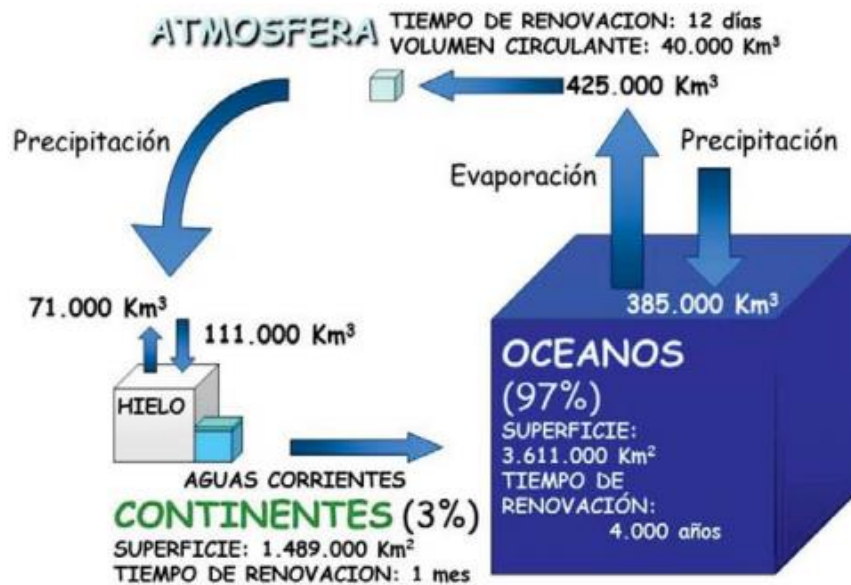 ATMOSFERA
TIEMPO DE RENOVACION: 12 días
VOLUMEN CIRCULANTE: 40.000 Km³
425.000 Km³
Precipitación
Evaporación
Precipitación
71.000 Km³
111.000 Km³
385.000 Km³
HIELO
OCEANOS
(97%)
SUPERFICIE:
3.611.000 Km²
TIEMPO DE
RENOVACIÓN:
4.000 años
AGUAS CORRIENTES
CONTINENTES (3%)
SUPERFICIE: 1.489.000 Km²
TIEMPO DE RENOVACION: 1 mes